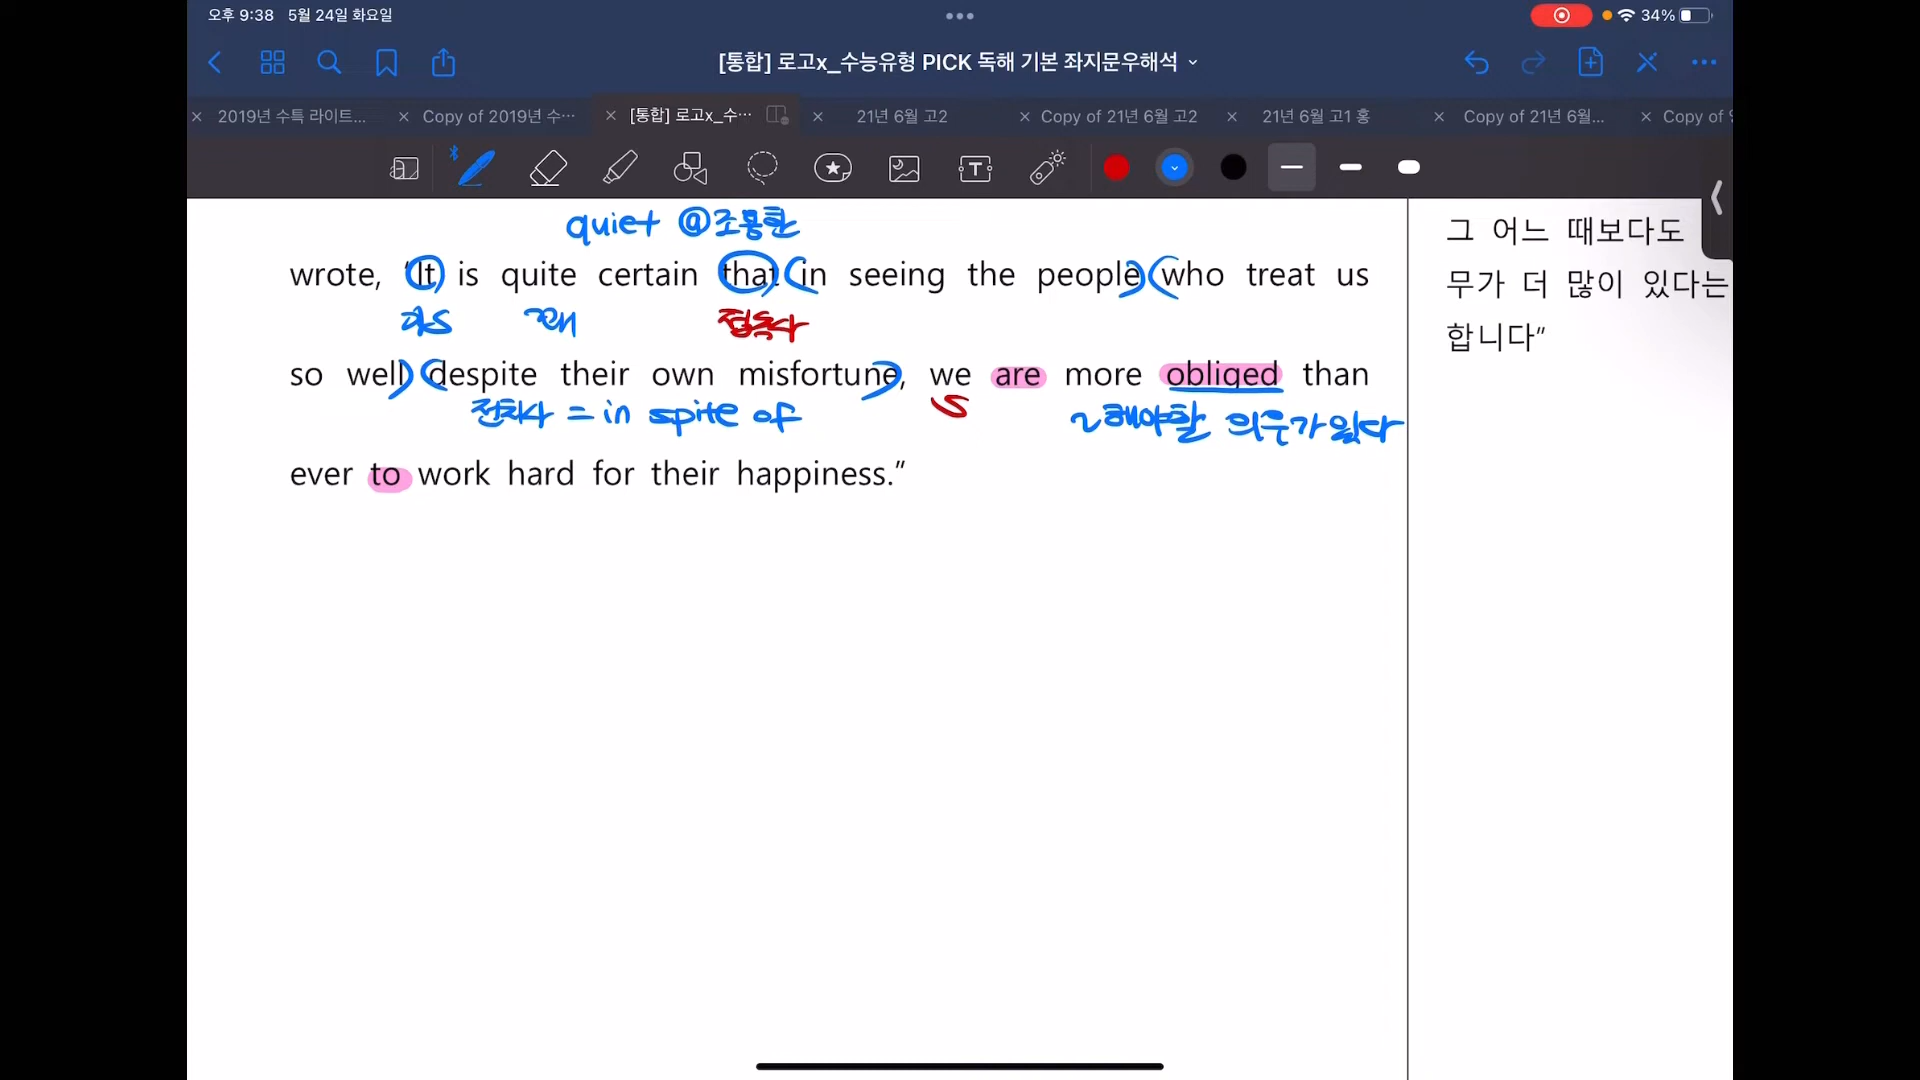 오후 9:38 5월 24일 화요일
34%
[통합] 로고x_수능유형 PICK 독해 기본 좌지문우해석
2019년 수특 라이트...
Copy of 2019년 수...
[통합] 로고x_수...
21년 6월 고2
Copy of 21년 6월 고2
21년 6월 고1 홍
Copy of 21년 6월...
Copy of
quiet @조용한
wrote, “It is quite certain that in seeing the people who treat us
가S 꽤 접속사
so well despite their own misfortune, we are more obliged than
전치사 = in spite of S ~해야할 의무가 있다
ever to work hard for their happiness.”
그 어느 때보다도
무가 더 많이 있다는
합니다”